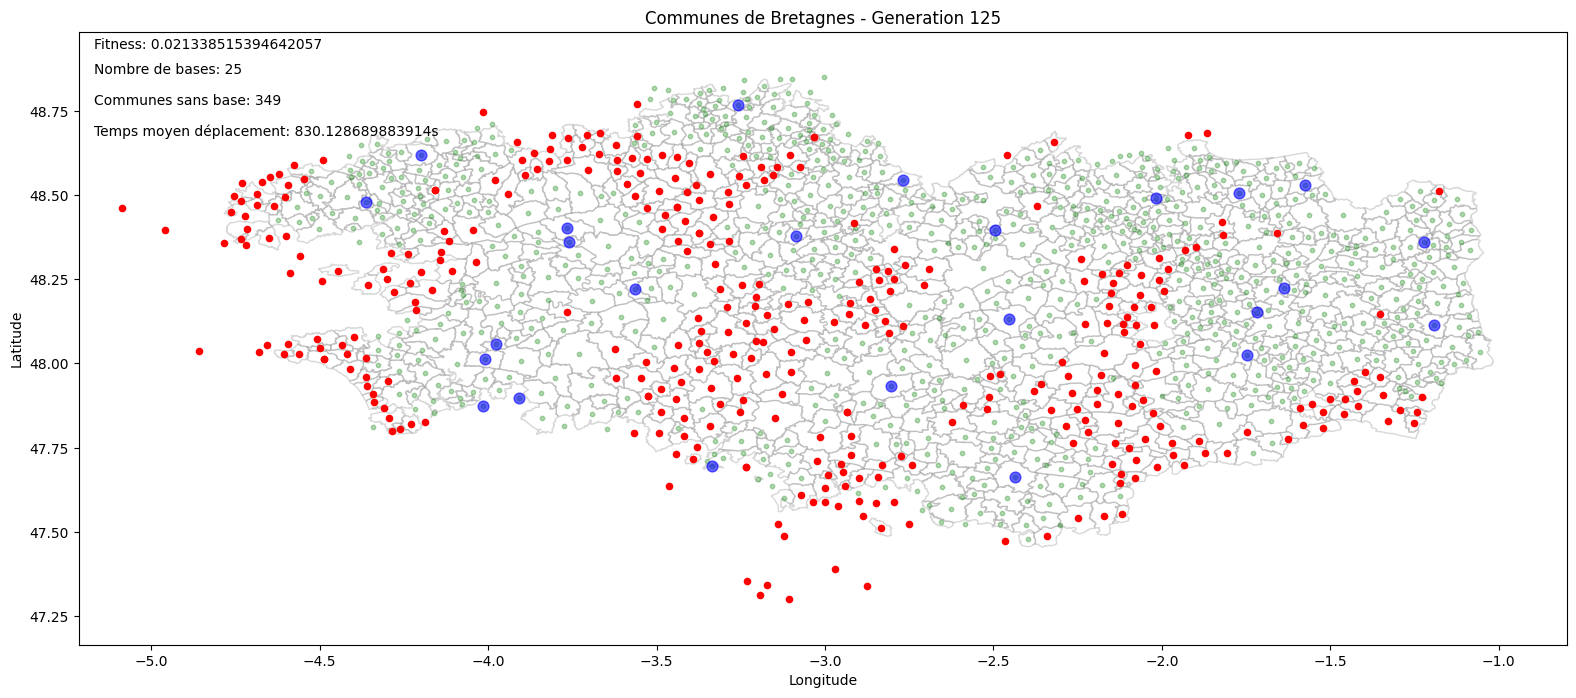 Communes de Bretagnes - Generation 125
Fitness: 0.021338515394642057
Nombre de bases: 25
Communes sans base: 349
Temps moyen déplacement: 830.128689883914s
48.75
48.50
48.25
48.00
47.75
47.50
47.25
Latitude
−5.0
−4.5
−4.0
−3.5
−3.0
−2.5
−2.0
−1.5
−1.0
Longitude